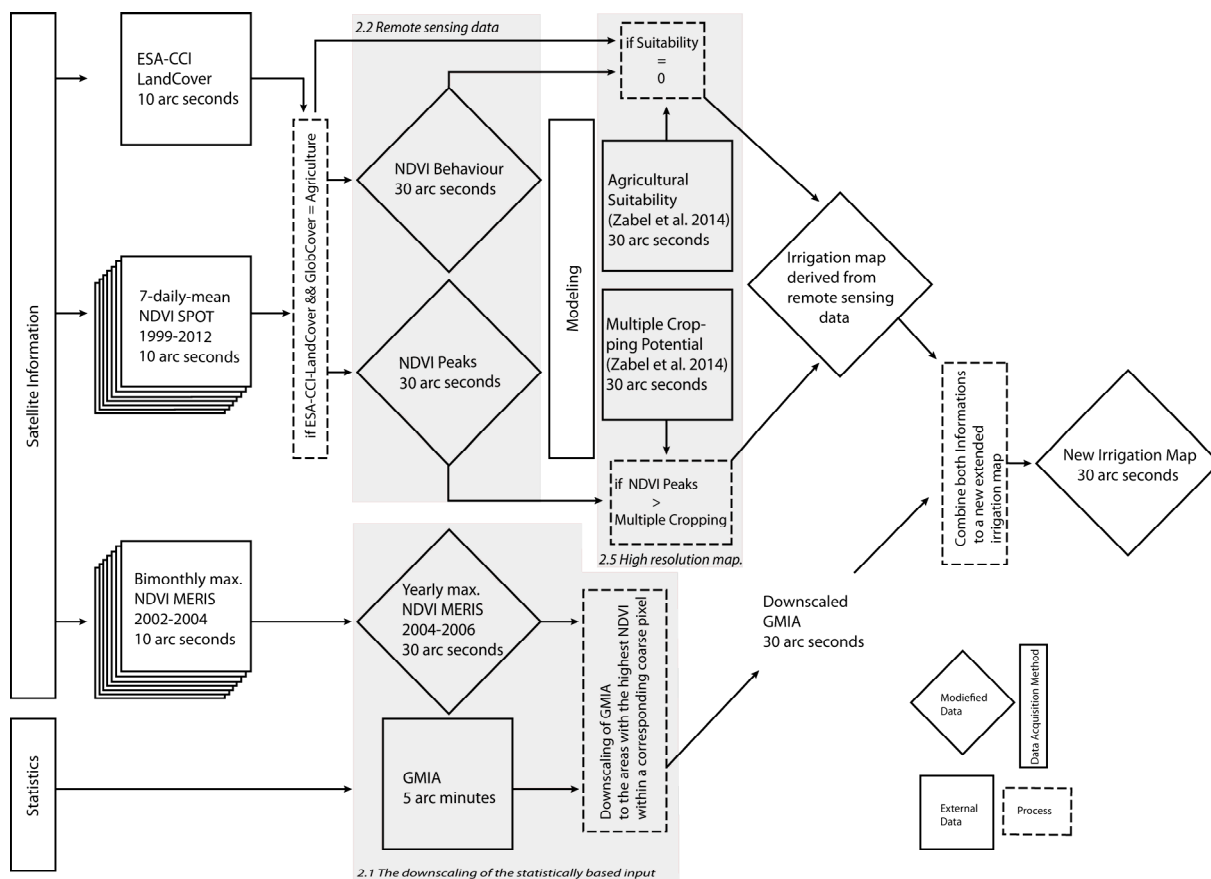 Satellite Information
Statistics
ESA-CCI
LandCover
10 arc seconds
7-daily-mean
NDVI SPOT
1999-2012
10 arc seconds
Bimonthly max.
NDVI MERIS
2002-2004
10 arc seconds
if ESA-CCI-LandCover && GlobCover = Agriculture
2.2 Remote sensing data
NDVI Behaviour
30 arc seconds
NDVI Peaks
30 arc seconds
Modeling
if Suitability
=
0
Agricultural
Suitability
(Zabel et al. 2014)
30 arc seconds
Multiple Crop-
ping Potential
(Zabel et al. 2014)
30 arc seconds
if NDVI Peaks
>
Multiple Cropping
2.5 High resolution map.
Irrigation map
derived from
remote sensing
data
Yearly max.
NDVI MERIS
2004-2006
30 arc seconds
GMIA
5 arc minutes
Downscaling of GMIA
to the areas with the highest NDVI
within a corresponding coarse pixel
2.1 The downscaling of the statistically based input
Downscaled
GMIA
30 arc seconds
Combine both Informations
to a new extended
irrigation map
New Irrigation Map
30 arc seconds
Modiefied
Data
Data Acquisition Method
External
Data
Process